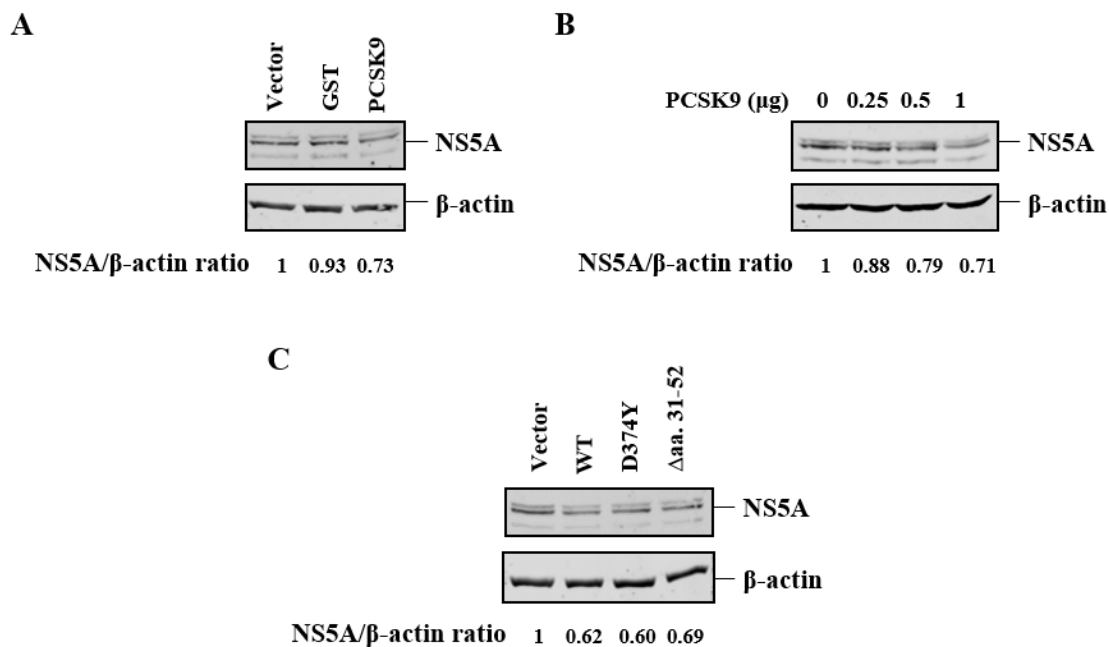 A
Vector
GST
PCSK9
NS5A
β-actin
NS5A/β-actin ratio 1 0.93 0.73
B
PCSK9 (μg) 0 0.25 0.5 1
NS5A
β-actin
NS5A/β-actin ratio 1 0.88 0.79 0.71
C
Vector
WT
D374Y
Δaa. 31-52
NS5A
β-actin
NS5A/β-actin ratio 1 0.62 0.60 0.69